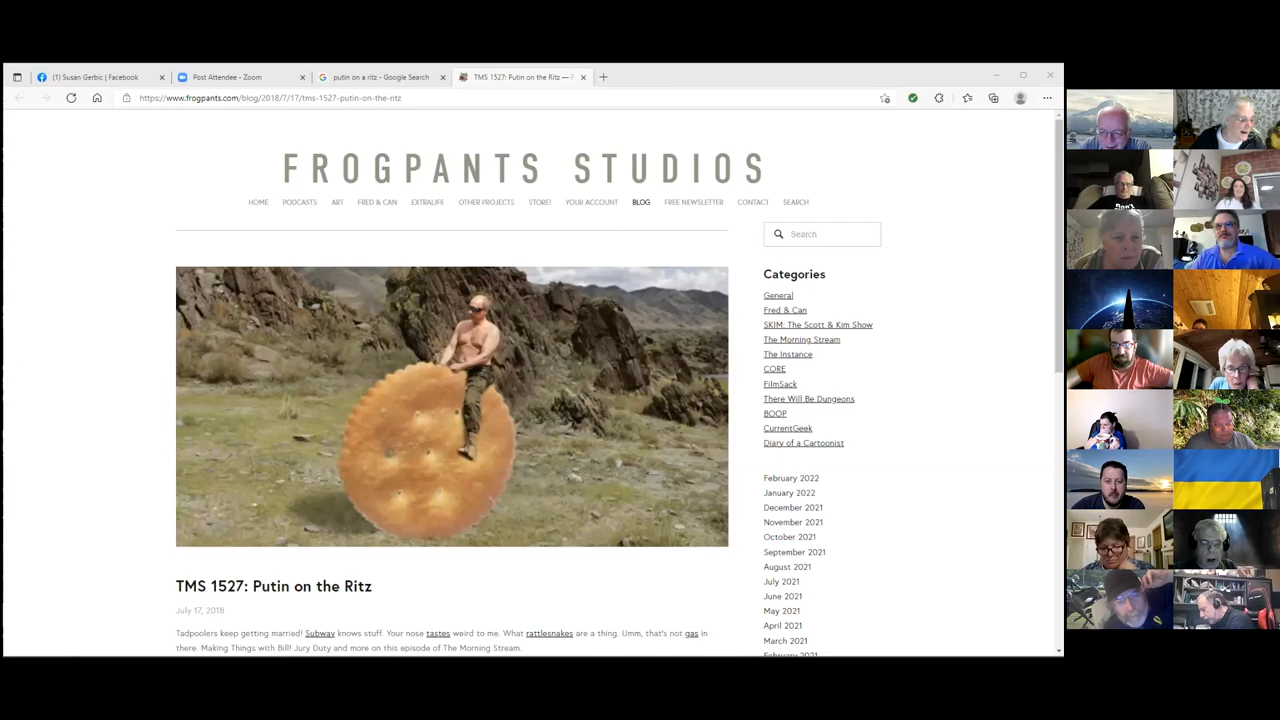 (1) Susan Gerbic | Facebook
Post Attendee - Zoom
putin on a ritz - Google Search
TMS 1527: Putin on the Ritz —
https://www.frogpants.com/blog/2018/7/17/tms-1527-putin-on-the-ritz
FROGPANTS STUDIOS
HOME PODCASTS ART FRED & CAN EXTRALIFE OTHER PROJECTS STORE! YOUR ACCOUNT BLOG FREE NEWSLETTER CONTACT SEARCH
Search
Categories
General
Fred & Can
SKIM: The Scott & Kim Show
The Morning Stream
The Instance
CORE
FilmSack
There Will Be Dungeons
BOOP
CurrentGeek
Diary of a Cartoonist
February 2022
January 2022
December 2021
November 2021
October 2021
September 2021
August 2021
July 2021
June 2021
May 2021
April 2021
March 2021
February 2021
TMS 1527: Putin on the Ritz
July 17, 2018
Tadpoolers keep getting married! Subway knows stuff. Your nose tastes weird to me. What rattlesnakes are a thing. Umm, that's not gas in
there. Making Things with Bill! Jury Duty and more on this episode of The Morning Stream.